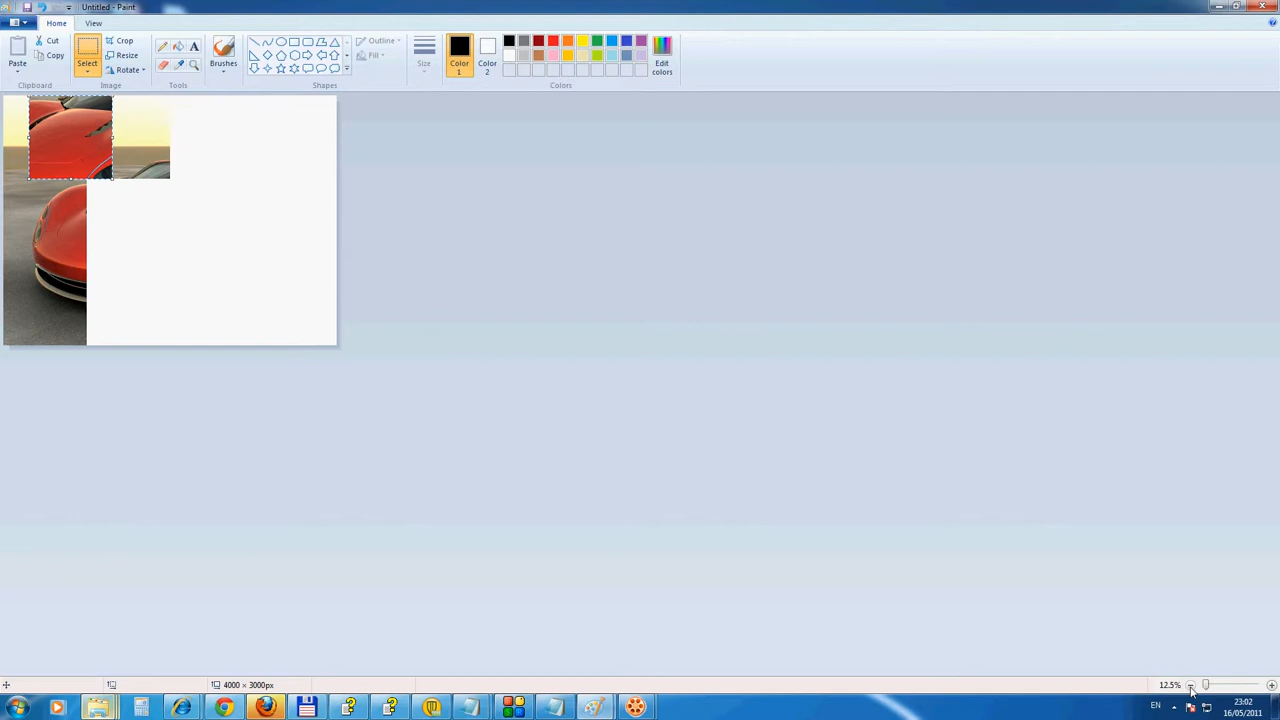 Untitled - Paint
Home View
Paste
Cut
Copy
Clipboard
Select
Crop
Resize
Rotate
Image
A
Tools
Brushes
Outline
Fill
Shapes
Size
Color 1
Color 2
Edit colors
Colors
4000 × 3000px
12.5%
EN
23:02
16/05/2011